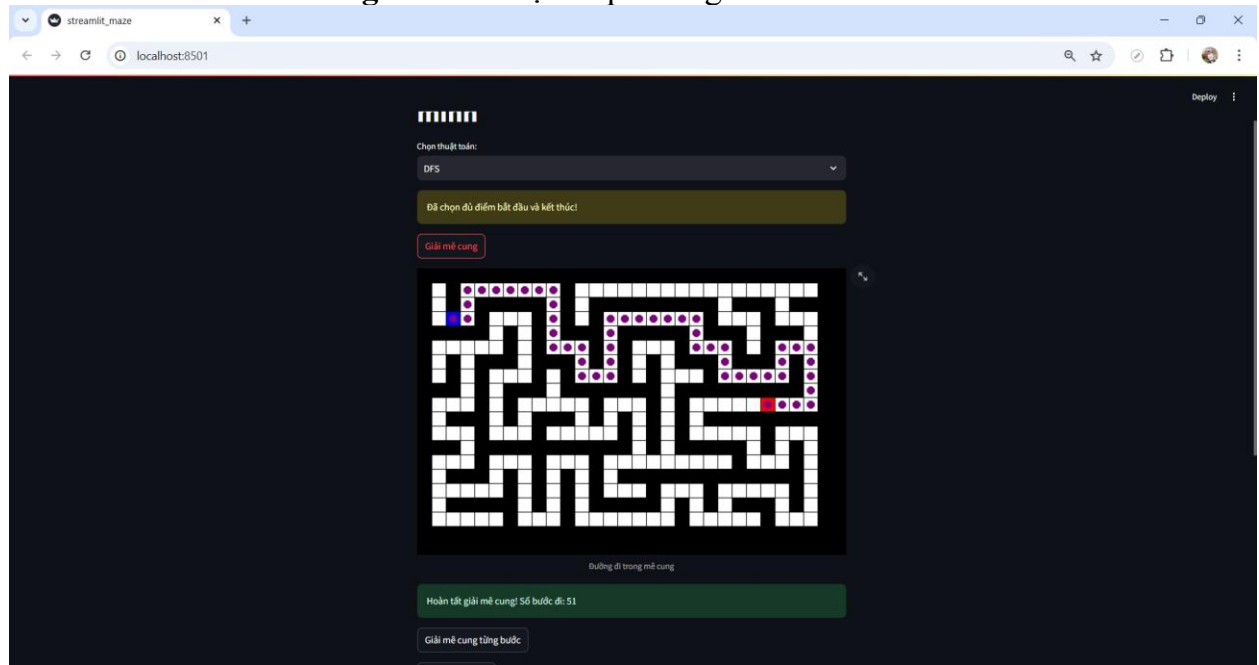 streamlit_maze
localhost:8501
Deploy
Chọn thuật toán:
DFS
Đã chọn đủ điểm bắt đầu và kết thúc!
Giải mê cung
Đường đi trong mê cung
Hoàn tất giải mê cung! Số bước đi: 51
Giải mê cung từng bước